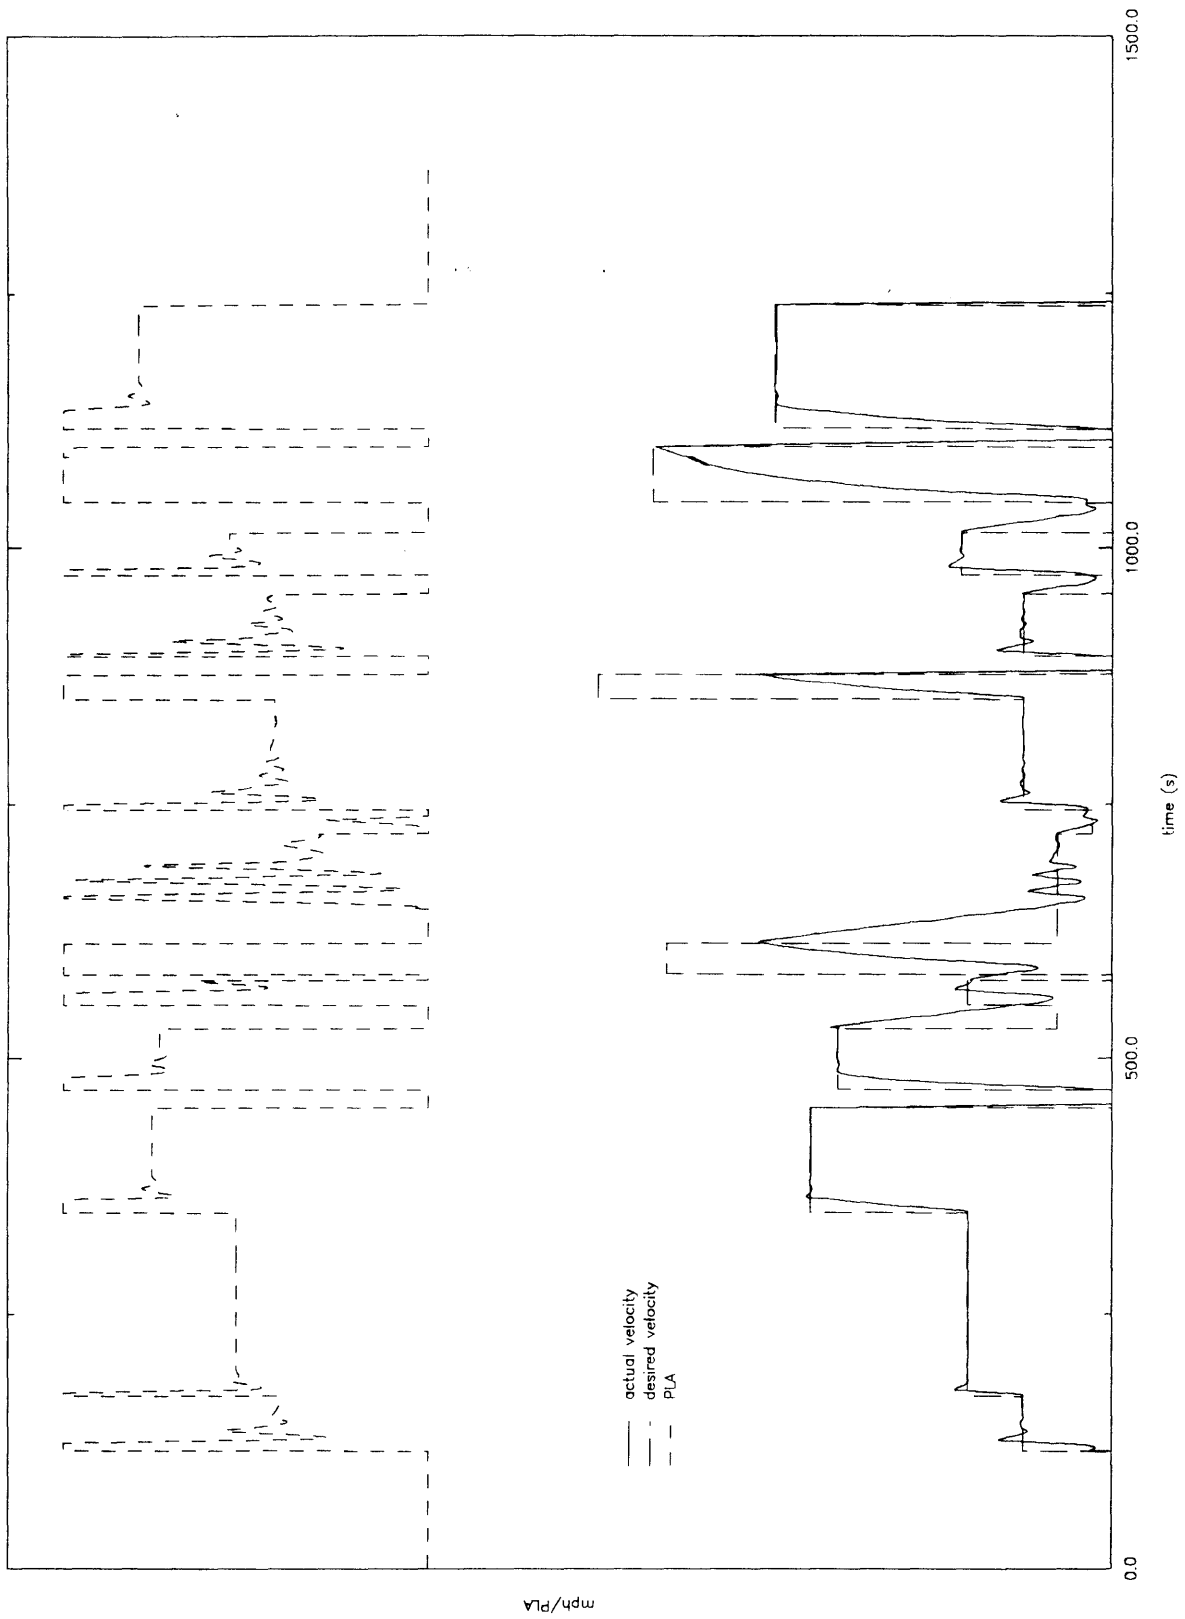 mph/PLA
actual velocity
desired velocity
PLA
0.0
500.0
1000.0
1500.0
time (s)